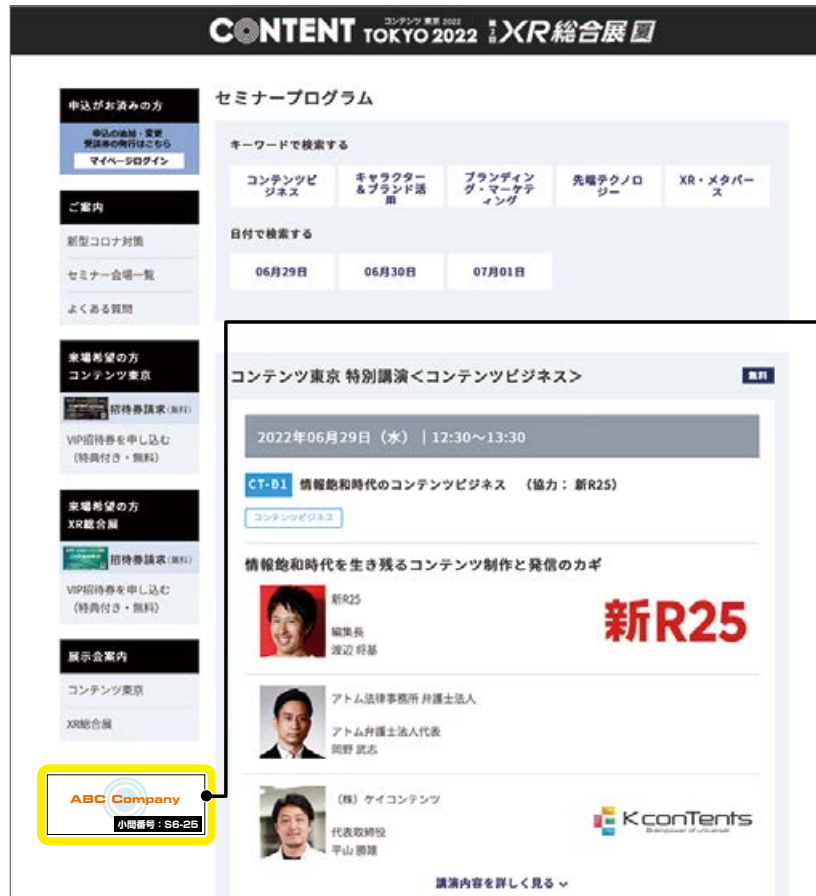 CONTENT コンテンツ 東京 2022 TOKYO 2022 第2回 XR総合展 夏
申込がお済みの方
申込の追加・変更
受講券の発行はこちら
マイページログイン
ご案内
新型コロナ対策
セミナー会場一覧
よくある質問
来場希望の方
コンテンツ東京
招待券請求(無料)
VIP招待券を申し込む
(特典付き・無料)
来場希望の方
XR総合展
招待券請求(無料)
VIP招待券を申し込む
(特典付き・無料)
展示会案内
コンテンツ東京
XR総合展
ABC Company
小間番号:S6-25
セミナープログラム
キーワードで検索する
コンテンツビ
ジネス
キャラクター
&ブランド活
用
ブランディン
グ・マーケテ
ィング
先端テクノロ
ジー
XR・メタバー
ス
日付で検索する
06月29日
06月30日
07月01日
コンテンツ東京 特別講演<コンテンツビジネス>
無料
2022年06月29日(水)|12:30~13:30
CT-B1 情報飽和時代のコンテンツビジネス (協力: 新R25)
コンテンツビジネス
情報飽和時代を生き残るコンテンツ制作と発信のカギ
新R25
編集長
渡辺 将基
新R25
アトム法律事務所 弁護士法人
アトム弁護士法人代表
岡野 武志
(株)ケイコンテンツ
代表取締役
平山 勝雄
KconTents
講演内容を詳しく見る